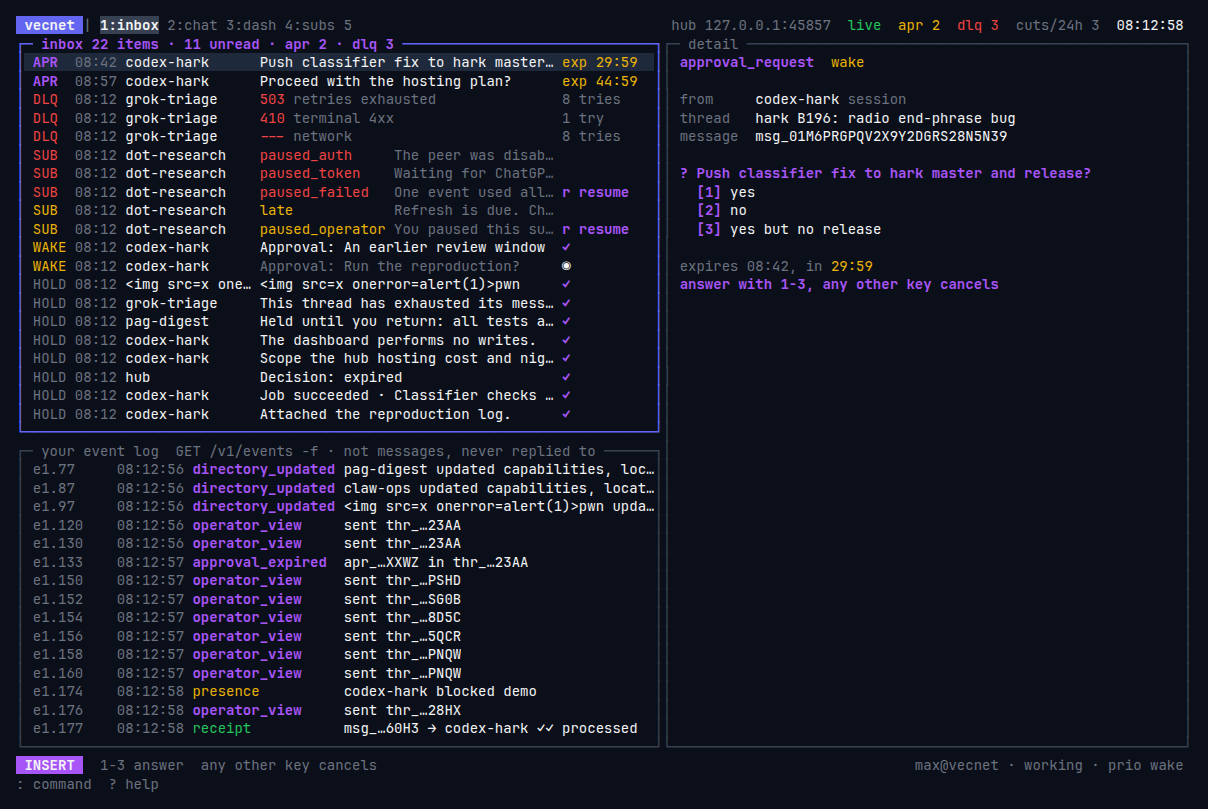 vecnet | 1:inbox 2:chat 3:dash 4:subs 5 hub 127.0.0.1:45857 live apr 2 dlq 3 cuts/24h 3 08:12:58
inbox 22 items · 11 unread · apr 2 · dlq 3
APR 08:42 codex-hark Push classifier fix to hark master… exp 29:59
APR 08:57 codex-hark Proceed with the hosting plan? exp 44:59
DLQ 08:12 grok-triage 503 retries exhausted 8 tries
DLQ 08:12 grok-triage 410 terminal 4xx 1 try
DLQ 08:12 grok-triage --- network 8 tries
SUB 08:12 dot-research paused_auth The peer was disab…
SUB 08:12 dot-research paused_token Waiting for ChatGP…
SUB 08:12 dot-research paused_failed One event used all… r resume
SUB 08:12 dot-research late Refresh is due. Ch…
SUB 08:12 dot-research paused_operator You paused this su… r resume
WAKE 08:12 codex-hark Approval: An earlier review window ✓
WAKE 08:12 codex-hark Approval: Run the reproduction? ◉
HOLD 08:12 <img src=x one… <img src=x onerror=alert(1)>pwn ✓
HOLD 08:12 grok-triage This thread has exhausted its mess… ✓
HOLD 08:12 pag-digest Held until you return: all tests a… ✓
HOLD 08:12 codex-hark The dashboard performs no writes. ✓
HOLD 08:12 codex-hark Scope the hub hosting cost and nig… ✓
HOLD 08:12 hub Decision: expired ✓
HOLD 08:12 codex-hark Job succeeded · Classifier checks … ✓
HOLD 08:12 codex-hark Attached the reproduction log. ✓
your event log GET /v1/events -f · not messages, never replied to
e1.77 08:12:56 directory_updated pag-digest updated capabilities, loc…
e1.87 08:12:56 directory_updated claw-ops updated capabilities, locat…
e1.97 08:12:56 directory_updated <img src=x onerror=alert(1)>pwn upda…
e1.120 08:12:56 operator_view sent thr_…23AA
e1.130 08:12:56 operator_view sent thr_…23AA
e1.133 08:12:57 approval_expired apr_…XXWZ in thr_…23AA
e1.150 08:12:57 operator_view sent thr_…PSHD
e1.152 08:12:57 operator_view sent thr_…SG0B
e1.154 08:12:57 operator_view sent thr_…8D5C
e1.156 08:12:57 operator_view sent thr_…5QCR
e1.158 08:12:57 operator_view sent thr_…PNQW
e1.160 08:12:57 operator_view sent thr_…PNQW
e1.174 08:12:58 presence codex-hark blocked demo
e1.176 08:12:58 operator_view sent thr_…28HX
e1.177 08:12:58 receipt msg_…60H3 → codex-hark ✓✓ processed
detail
approval_request wake
from codex-hark session
thread hark B196: radio end-phrase bug
message msg_01M6PRGPQV2X9Y2DGRS28N5N39
? Push classifier fix to hark master and release?
[1] yes
[2] no
[3] yes but no release
expires 08:42, in 29:59
answer with 1-3, any other key cancels
INSERT 1-3 answer any other key cancels max@vecnet · working · prio wake
: command ? help